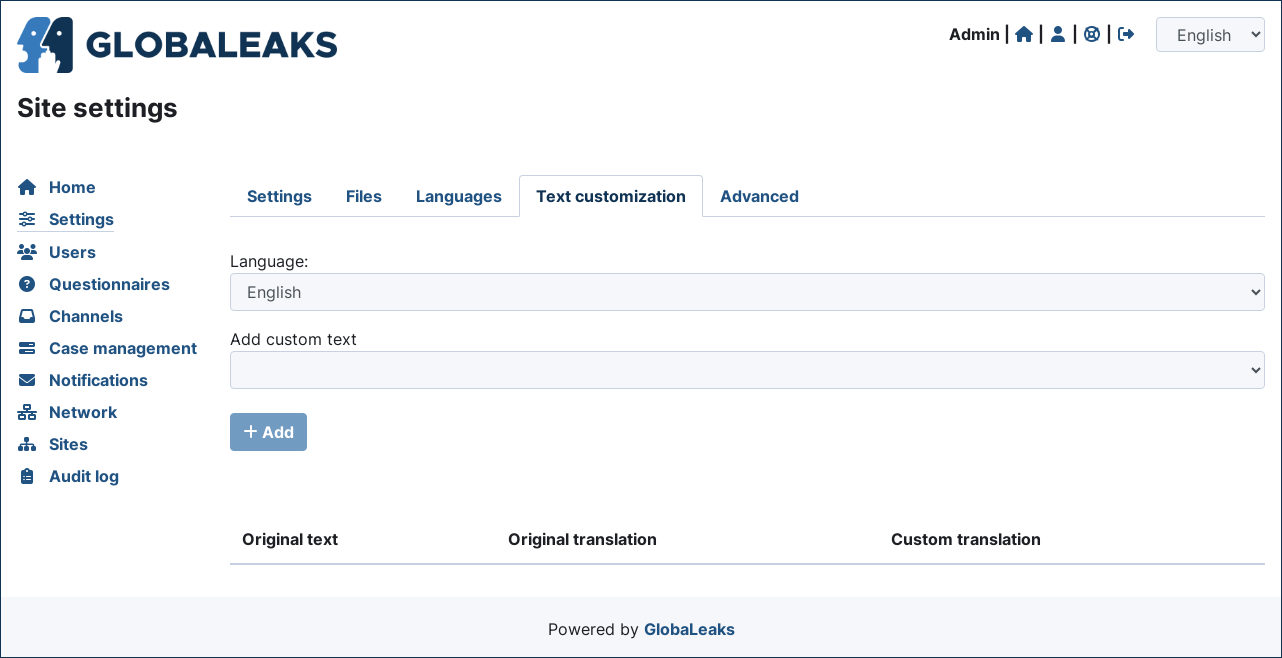 GLOBALEAKS
Admin | | | |
English
Site settings
Home
Settings
Users
Questionnaires
Channels
Case management
Notifications
Network
Sites
Audit log
Settings Files Languages Text customization Advanced
Language:
English
Add custom text
+ Add
Original text Original translation Custom translation
Powered by GlobaLeaks